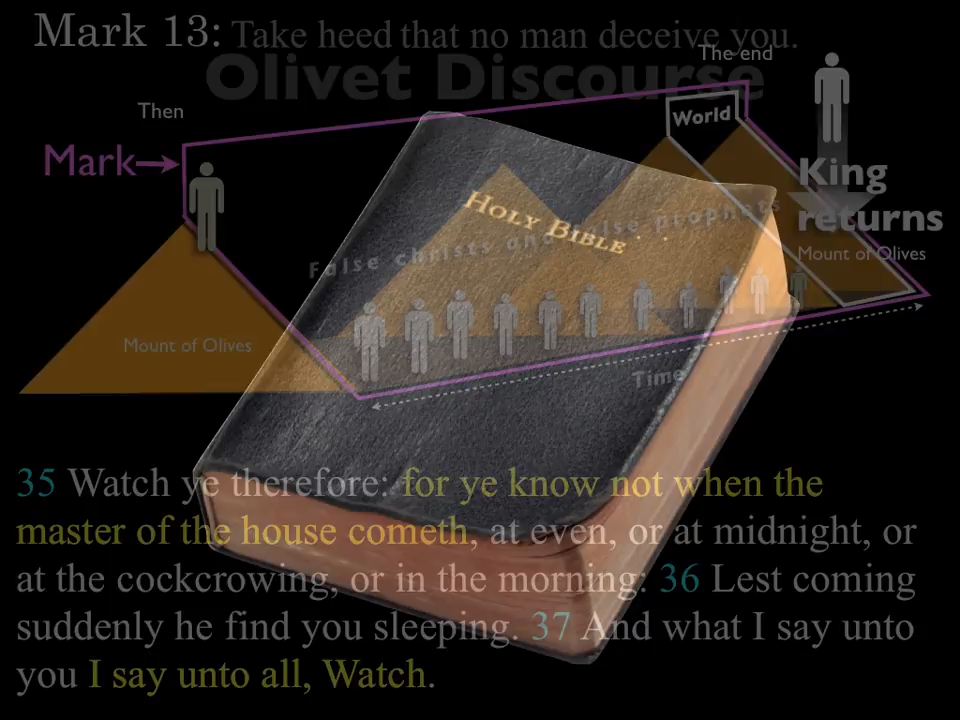 Mark 13: Take heed that no man deceive you.
Olivet Discourse
The end
Then
World
Mark
King
returns
HOLY BIBLE
False christs and false prophets
Mount of Olives
Mount of Olives
Time
35 Watch ye therefore: for ye know not when the
master of the house cometh, at even, or at midnight, or
at the cockcrowing, or in the morning: 36 Lest coming
suddenly he find you sleeping. 37 And what I say unto
you I say unto all, Watch.